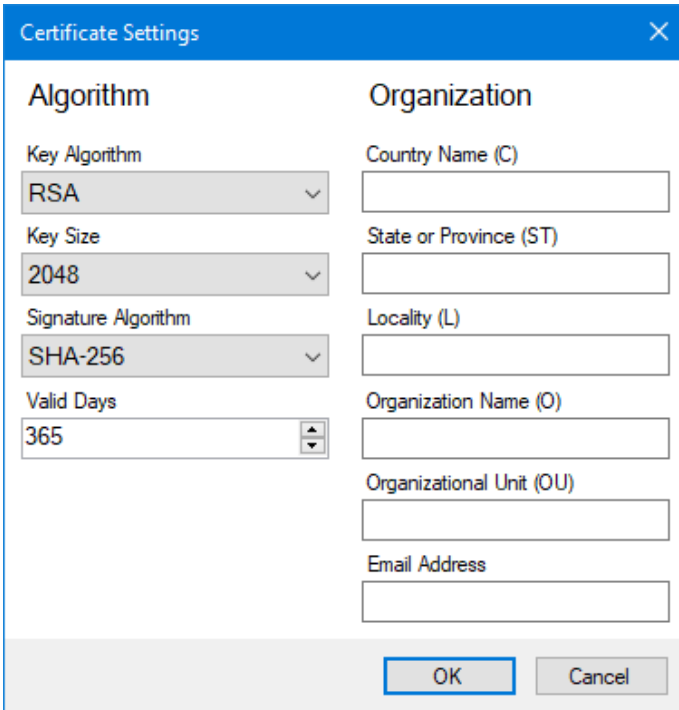 Certificate Settings
Algorithm
Key Algorithm
RSA
Key Size
2048
Signature Algorithm
SHA-256
Valid Days
365
Organization
Country Name (C)
State or Province (ST)
Locality (L)
Organization Name (O)
Organizational Unit (OU)
Email Address
OK
Cancel